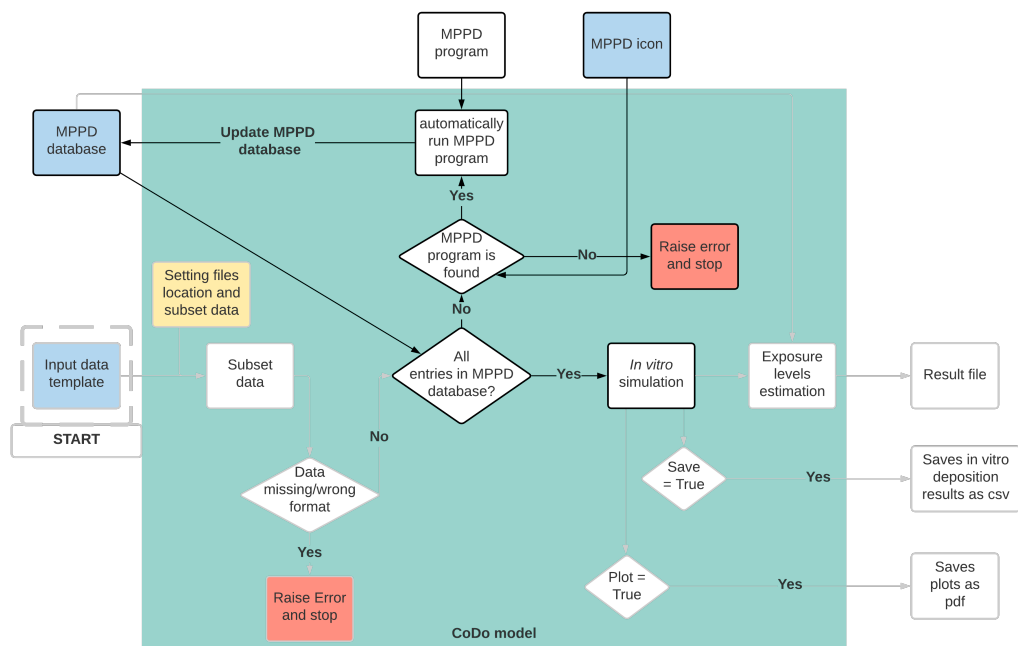 MPPD
program
MPPD icon
MPPD
database
Update MPPD
database
automatically
run MPPD
program
Yes
MPPD
program is
found
No
Raise error
and stop
Setting files
location and
subset data
No
Input data
template
START
Subset
data
All
entries in MPPD
database?
Yes
In vitro
simulation
Exposure
levels
estimation
Result file
No
Data
missing/wrong
format
Save
= True
Yes
Saves in vitro
deposition
results as csv
Yes
Raise Error
and stop
Plot =
True
Yes
Saves
plots as
pdf
CoDo model